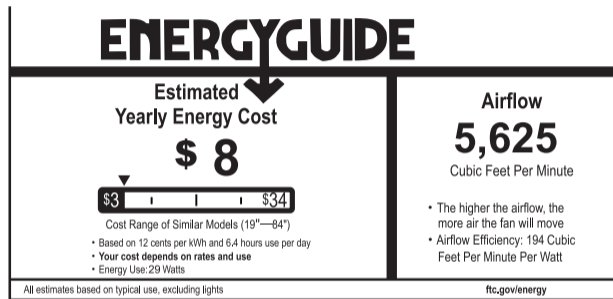 ENERGYGUIDE
Estimated
Yearly Energy Cost
$ 8
$3 $34
Cost Range of Similar Models (19"—84")
• Based on 12 cents per kWh and 6.4 hours use per day
• Your cost depends on rates and use
• Energy Use: 29 Watts
Airflow
5,625
Cubic Feet Per Minute
• The higher the airflow, the
more air the fan will move
• Airflow Efficiency: 194 Cubic
Feet Per Minute Per Watt
All estimates based on typical use, excluding lights
ftc.gov/energy